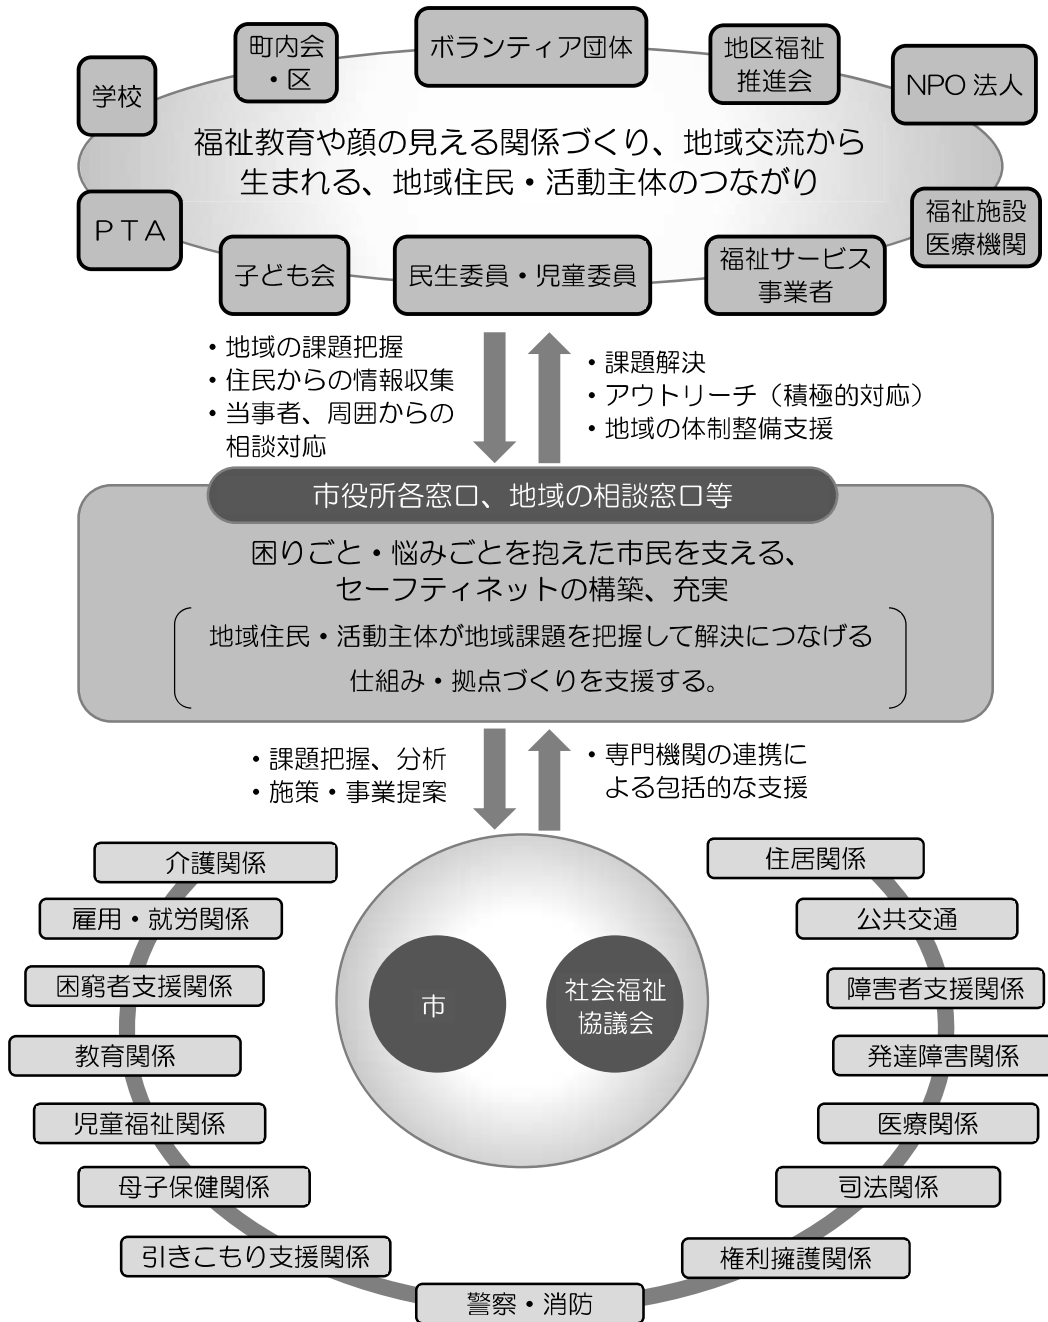 学校
町内会
・区
ボランティア団体
地区福祉
推進会
NPO 法人
福祉教育や顔の見える関係づくり、地域交流から
生まれる、地域住民・活動主体のつながり
PTA
子ども会
民生委員・児童委員
福祉サービス
事業者
福祉施設
医療機関
・地域の課題把握
・住民からの情報収集
・当事者、周囲からの
相談対応
・課題解決
・アウトリーチ（積極的対応）
・地域の体制整備支援
市役所各窓口、地域の相談窓口等
困りごと・悩みごとを抱えた市民を支える、
セーフティネットの構築、充実
地域住民・活動主体が地域課題を把握して解決につなげる
仕組み・拠点づくりを支援する。
・課題把握、分析
・施策・事業提案
・専門機関の連携に
よる包括的な支援
介護関係
雇用・就労関係
困窮者支援関係
教育関係
児童福祉関係
母子保健関係
引きこもり支援関係
警察・消防
市
社会福祉
協議会
住居関係
公共交通
障害者支援関係
発達障害関係
医療関係
司法関係
権利擁護関係